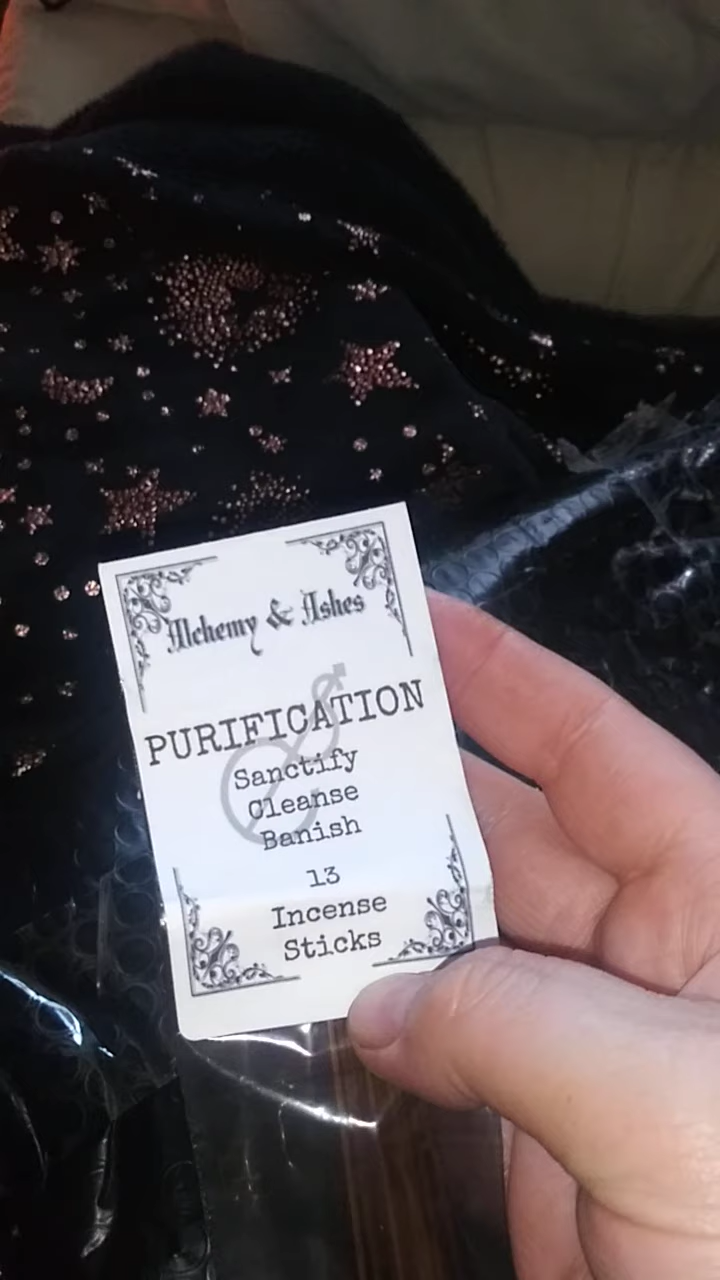 Alchemy & Ashes
PURIFICATION
Sanctify
Cleanse
Banish
13
Incense
Sticks